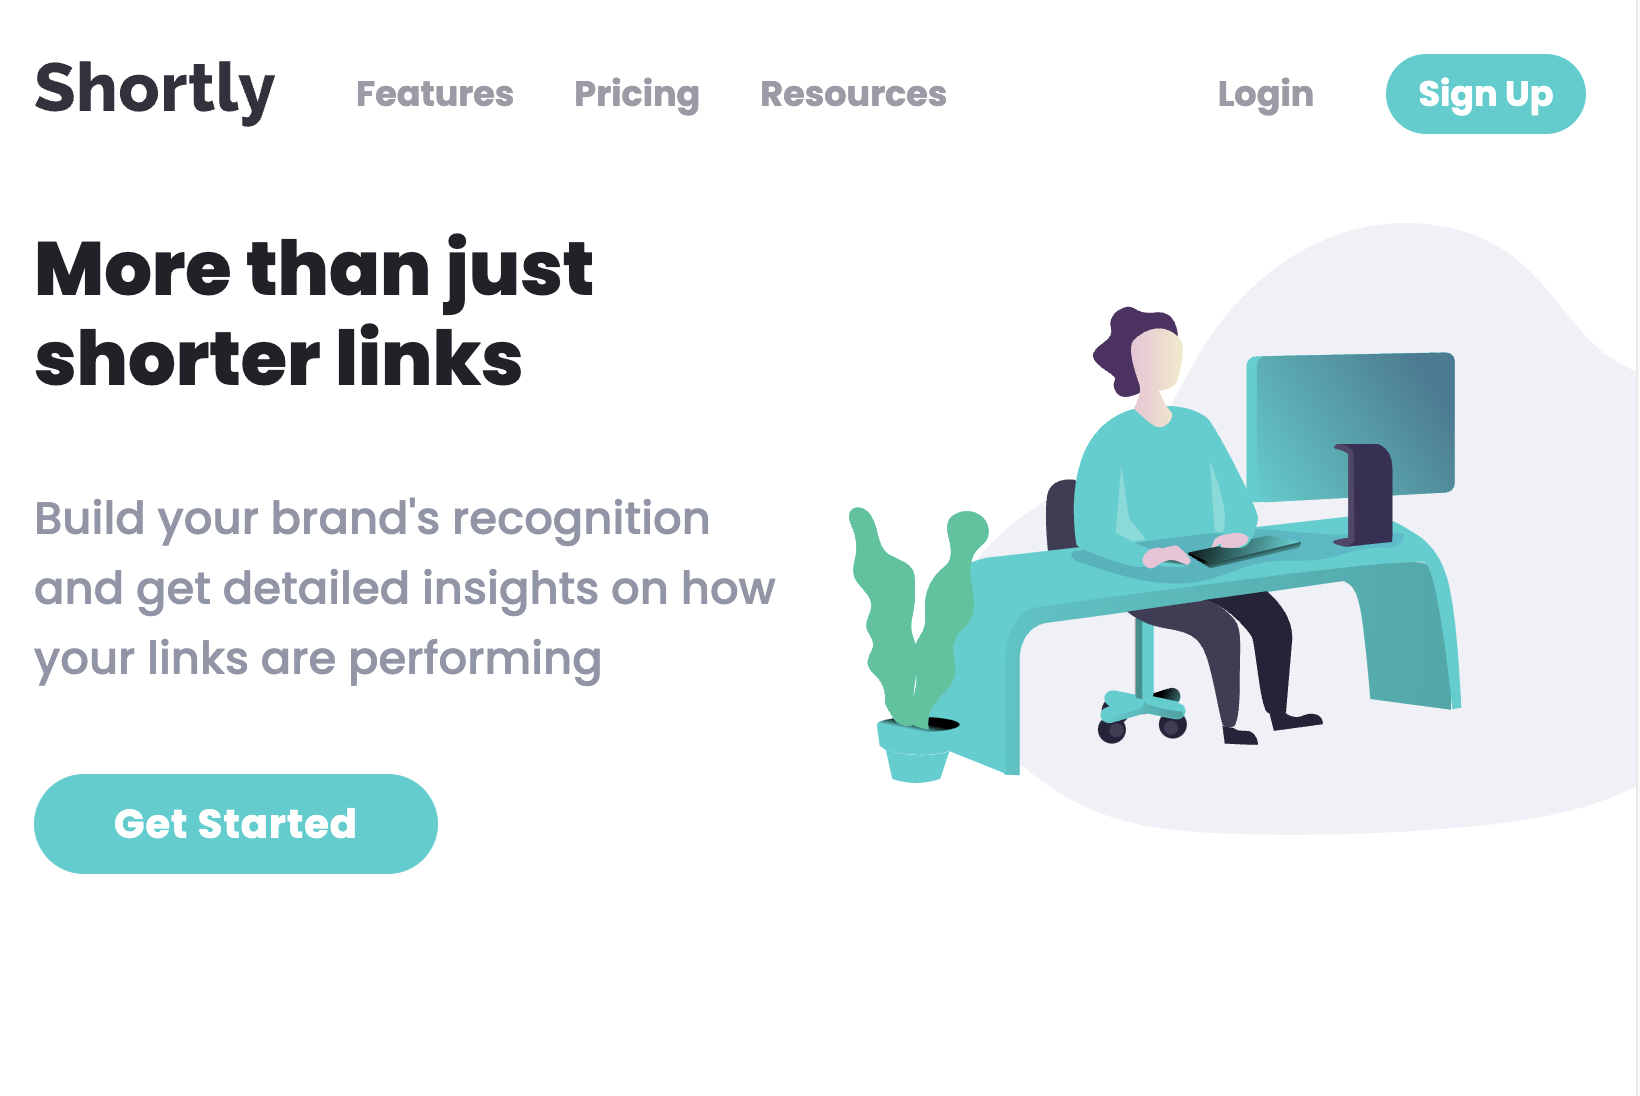 Shortly Features Pricing Resources Login Sign Up
More than just
shorter links
Build your brand's recognition
and get detailed insights on how
your links are performing
Get Started